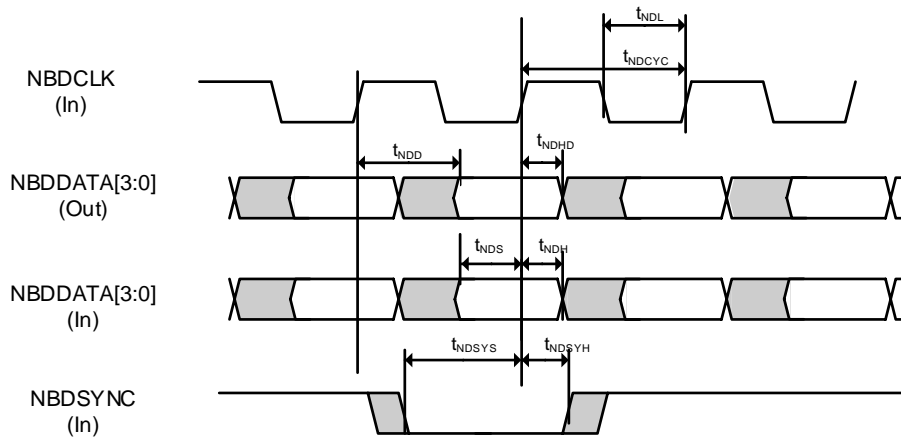 tNDL
tNDCYC
NBDCLK
(In)
tNDD
tNDHD
NBDDATA[3:0]
(Out)
tNDS
tNDH
NBDDATA[3:0]
(In)
tNDSYS
tNDSYH
NBDSYNC
(In)